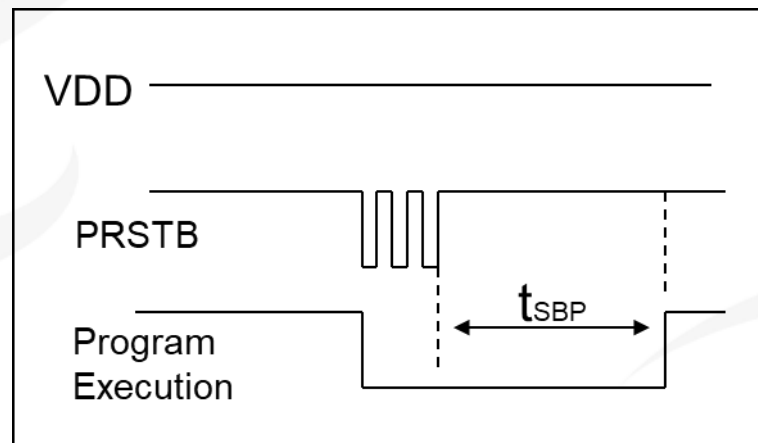 VDD
PRSTB
tSBP
Program
Execution